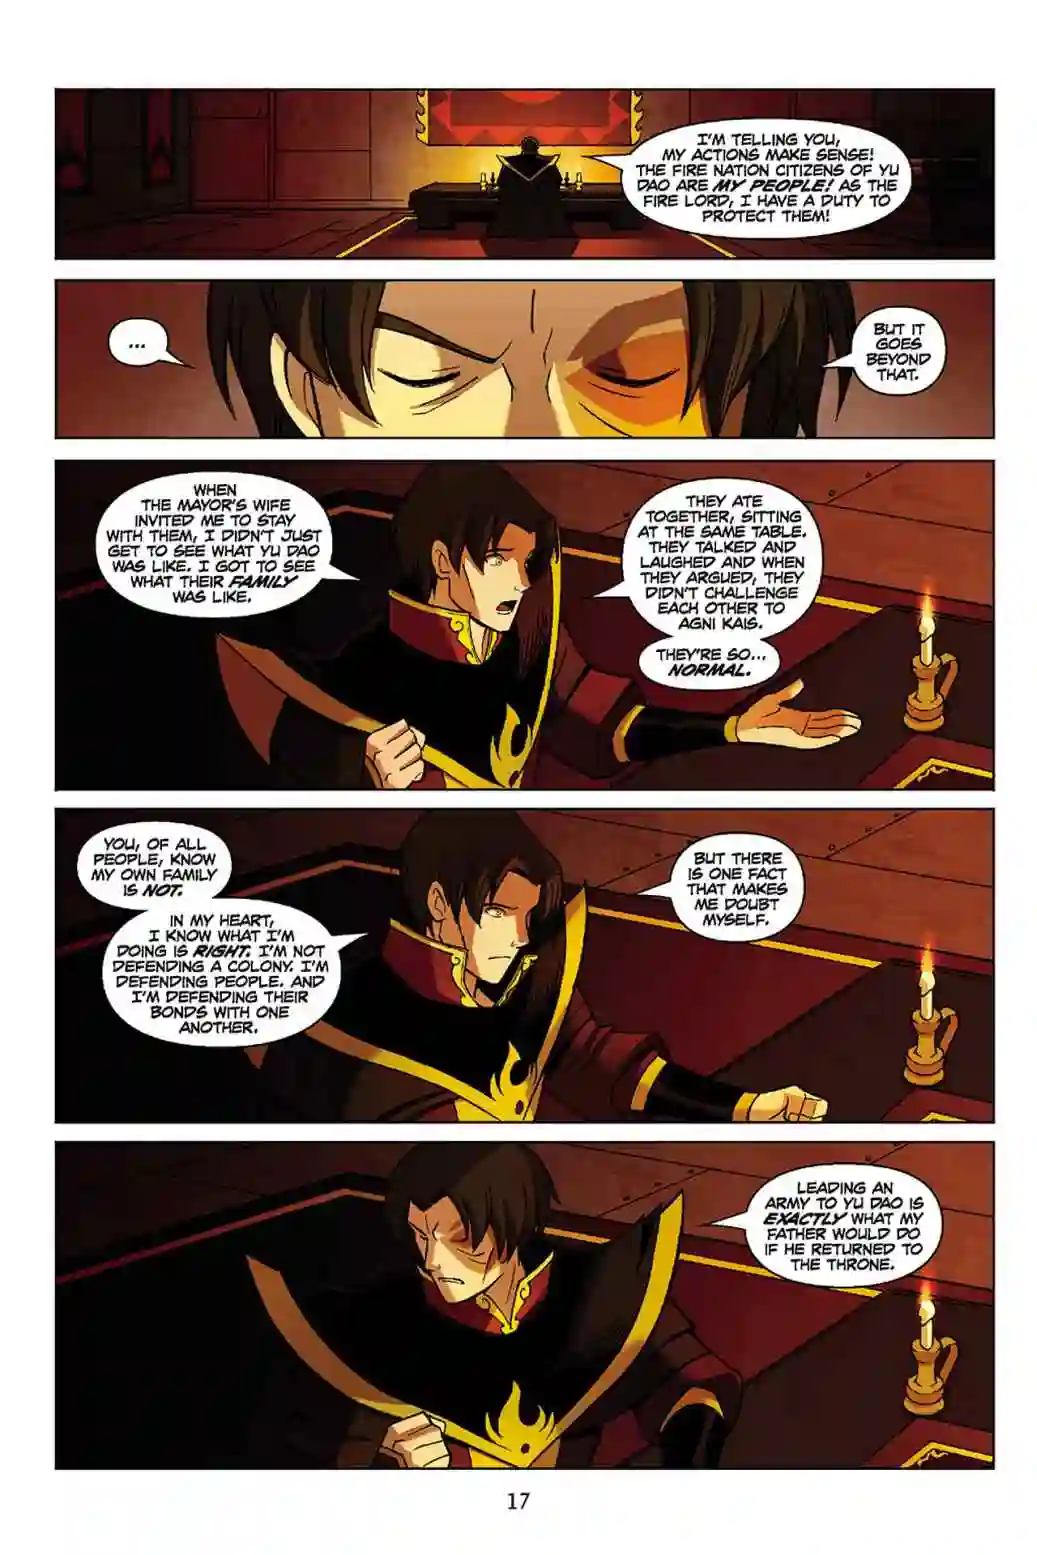 I'M TELLING YOU,
MY ACTIONS MAKE SENSE!
THE FIRE NATION CITIZENS OF YU
DAO ARE MY PEOPLE! AS THE
FIRE LORD, I HAVE A DUTY TO
PROTECT THEM!
...
BUT IT
GOES
BEYOND
THAT.
WHEN
THE MAYOR'S WIFE
INVITED ME TO STAY
WITH THEM, I DIDN'T JUST
GET TO SEE WHAT YU DAO
WAS LIKE. I GOT TO SEE
WHAT THEIR FAMILY
WAS LIKE.
THEY ATE
TOGETHER, SITTING
AT THE SAME TABLE.
THEY TALKED AND
LAUGHED AND WHEN
THEY ARGUED, THEY
DIDN'T CHALLENGE
EACH OTHER TO
AGNI KAIS.
THEY'RE SO...
NORMAL.
YOU, OF ALL
PEOPLE, KNOW
MY OWN FAMILY
IS NOT.
IN MY HEART,
I KNOW WHAT I'M
DOING IS RIGHT. I'M NOT
DEFENDING A COLONY. I'M
DEFENDING PEOPLE. AND
I'M DEFENDING THEIR
BONDS WITH ONE
ANOTHER.
BUT THERE
IS ONE FACT
THAT MAKES
ME DOUBT
MYSELF.
LEADING AN
ARMY TO YU DAO IS
EXACTLY WHAT MY
FATHER WOULD DO
IF HE RETURNED TO
THE THRONE.
17